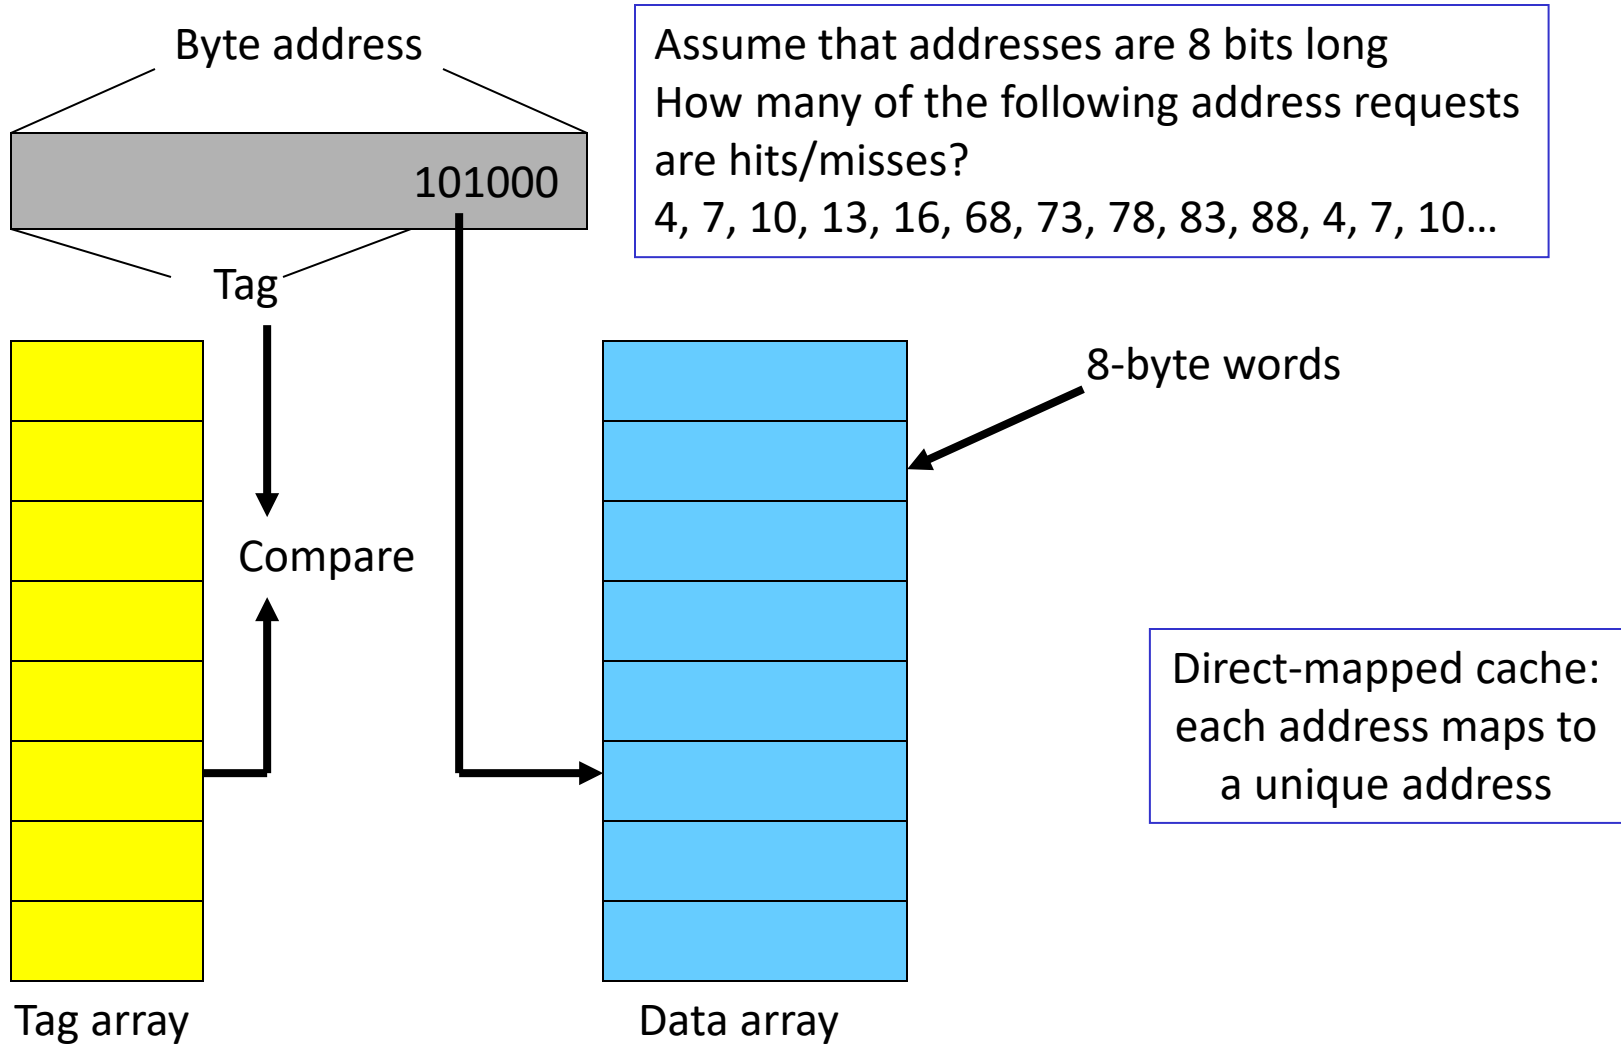 Byte address
101000
Tag
Assume that addresses are 8 bits long
How many of the following address requests
are hits/misses?
4, 7, 10, 13, 16, 68, 73, 78, 83, 88, 4, 7, 10…
8-byte words
Compare
Direct-mapped cache:
each address maps to
a unique address
Tag array
Data array